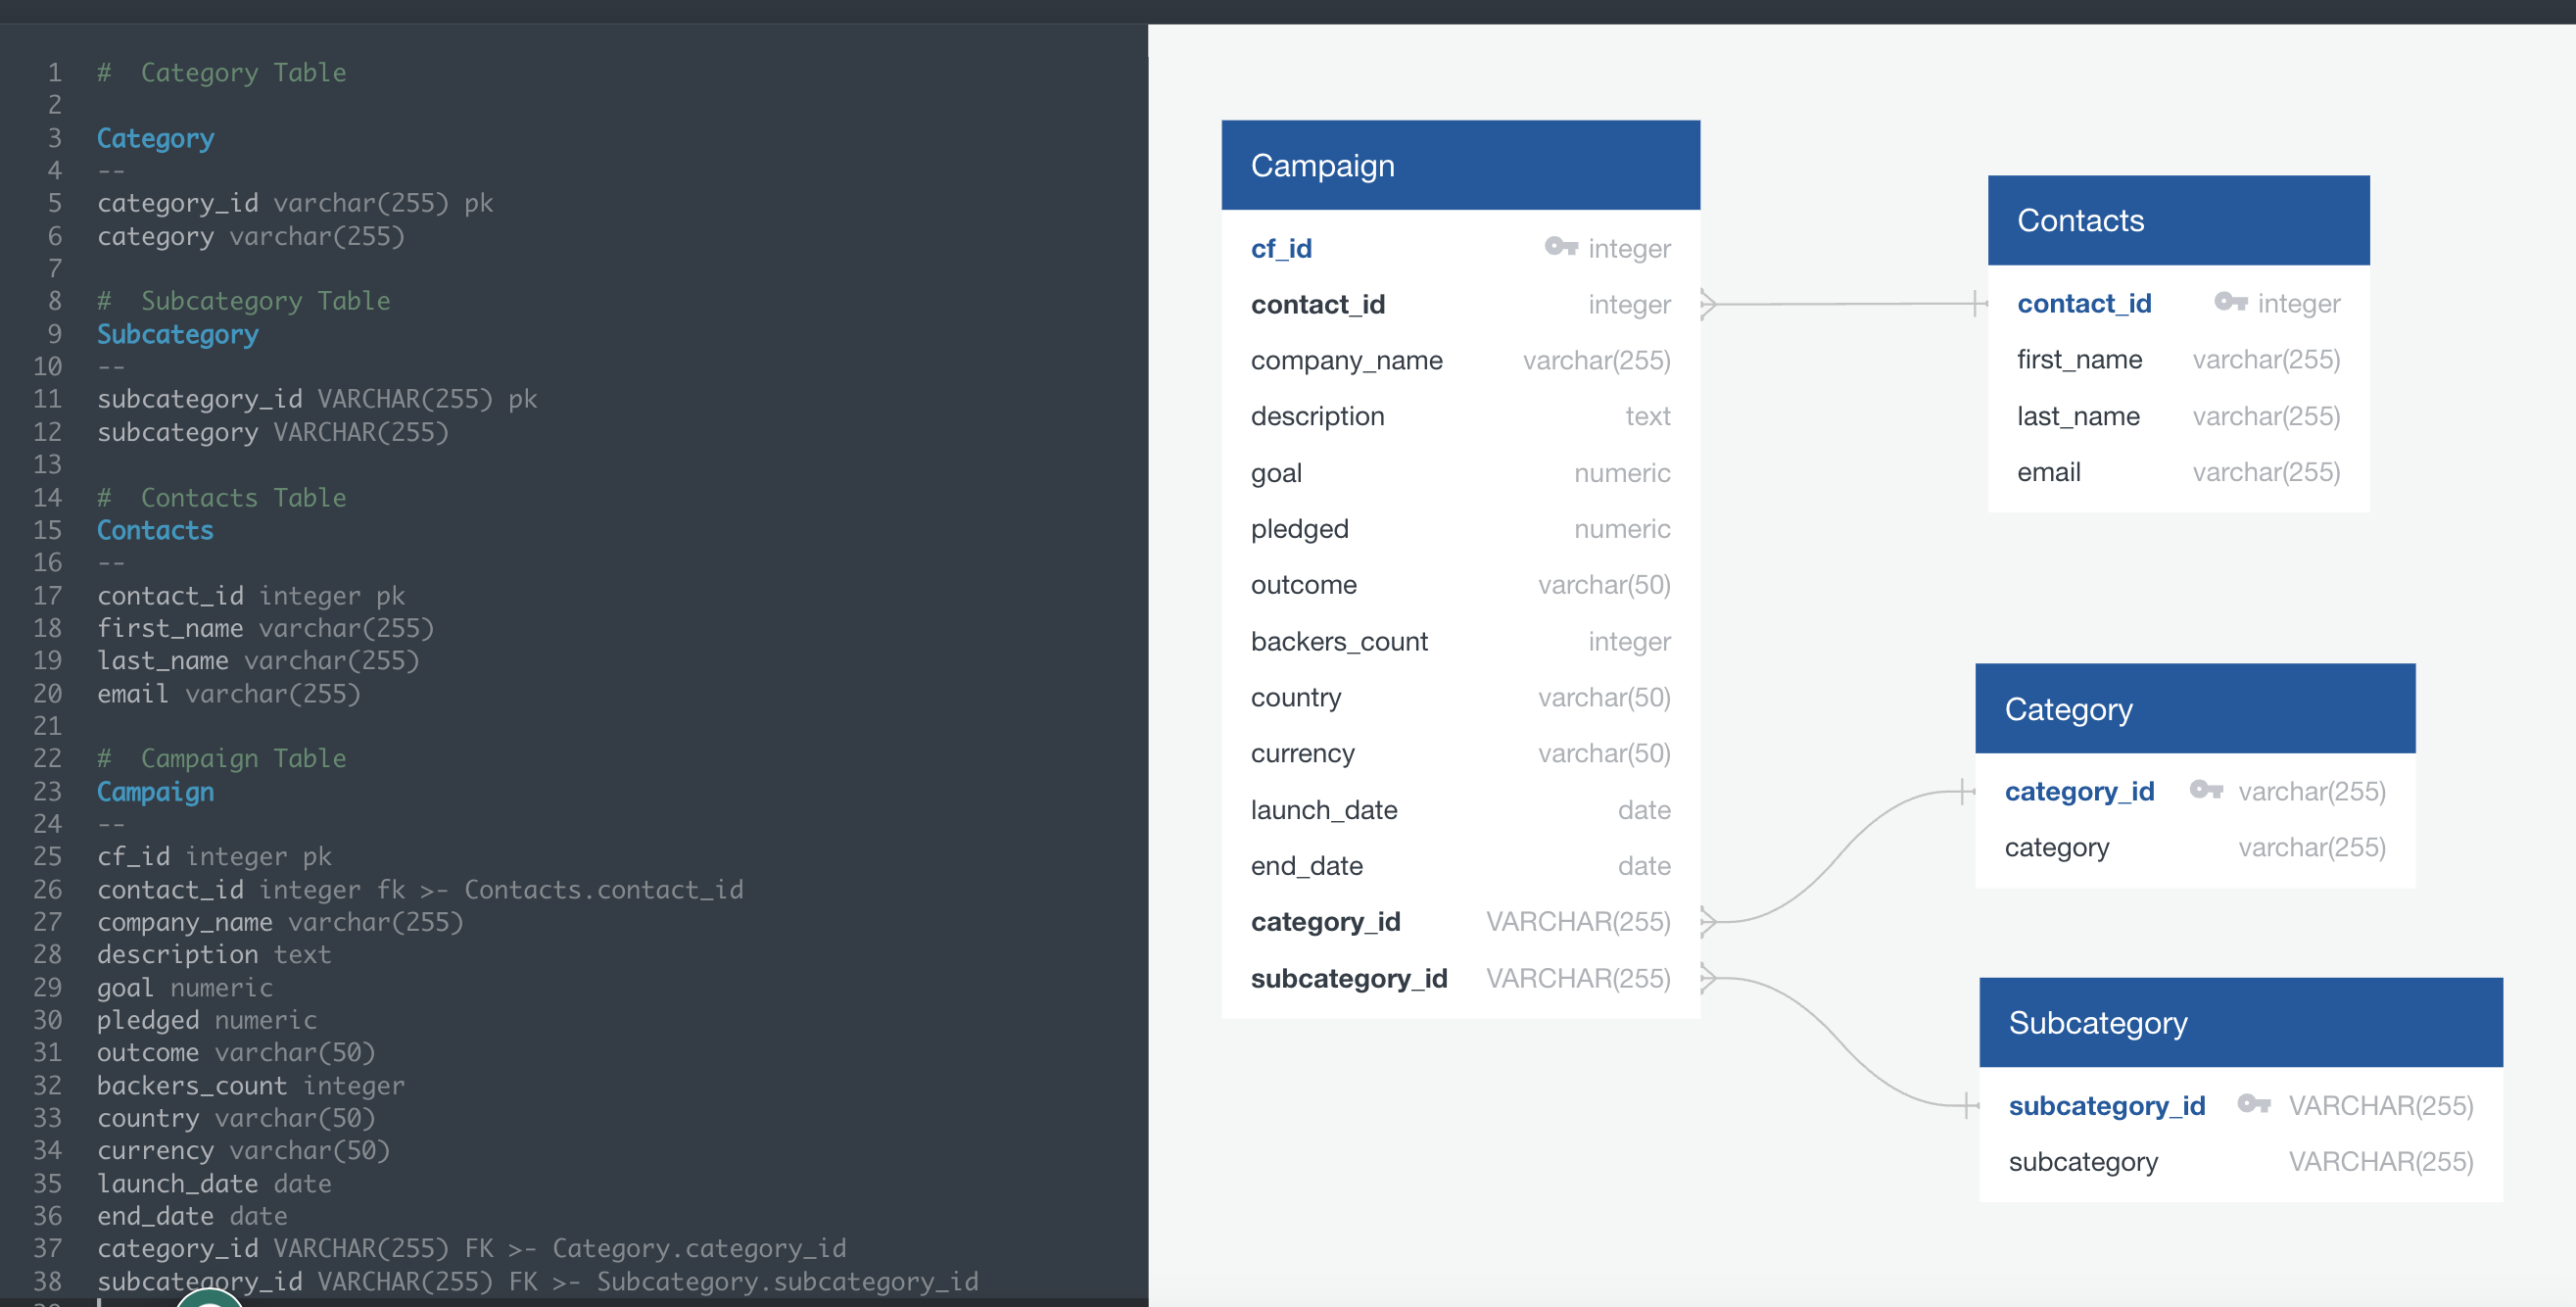 1 #  Category Table
2
3 Category
4 --
5 category_id varchar(255) pk
6 category varchar(255)
7
8 #  Subcategory Table
9 Subcategory
10 --
11 subcategory_id VARCHAR(255) pk
12 subcategory VARCHAR(255)
13
14 #  Contacts Table
15 Contacts
16 --
17 contact_id integer pk
18 first_name varchar(255)
19 last_name varchar(255)
20 email varchar(255)
21
22 #  Campaign Table
23 Campaign
24 --
25 cf_id integer pk
26 contact_id integer fk >- Contacts.contact_id
27 company_name varchar(255)
28 description text
29 goal numeric
30 pledged numeric
31 outcome varchar(50)
32 backers_count integer
33 country varchar(50)
34 currency varchar(50)
35 launch_date date
36 end_date date
37 category_id VARCHAR(255) FK >- Category.category_id
38 subcategory_id VARCHAR(255) FK >- Subcategory.subcategory_id
Campaign
cf_id integer
contact_id integer
company_name varchar(255)
description text
goal numeric
pledged numeric
outcome varchar(50)
backers_count integer
country varchar(50)
currency varchar(50)
launch_date date
end_date date
category_id VARCHAR(255)
subcategory_id VARCHAR(255)
Contacts
contact_id integer
first_name varchar(255)
last_name varchar(255)
email varchar(255)
Category
category_id varchar(255)
category varchar(255)
Subcategory
subcategory_id VARCHAR(255)
subcategory VARCHAR(255)